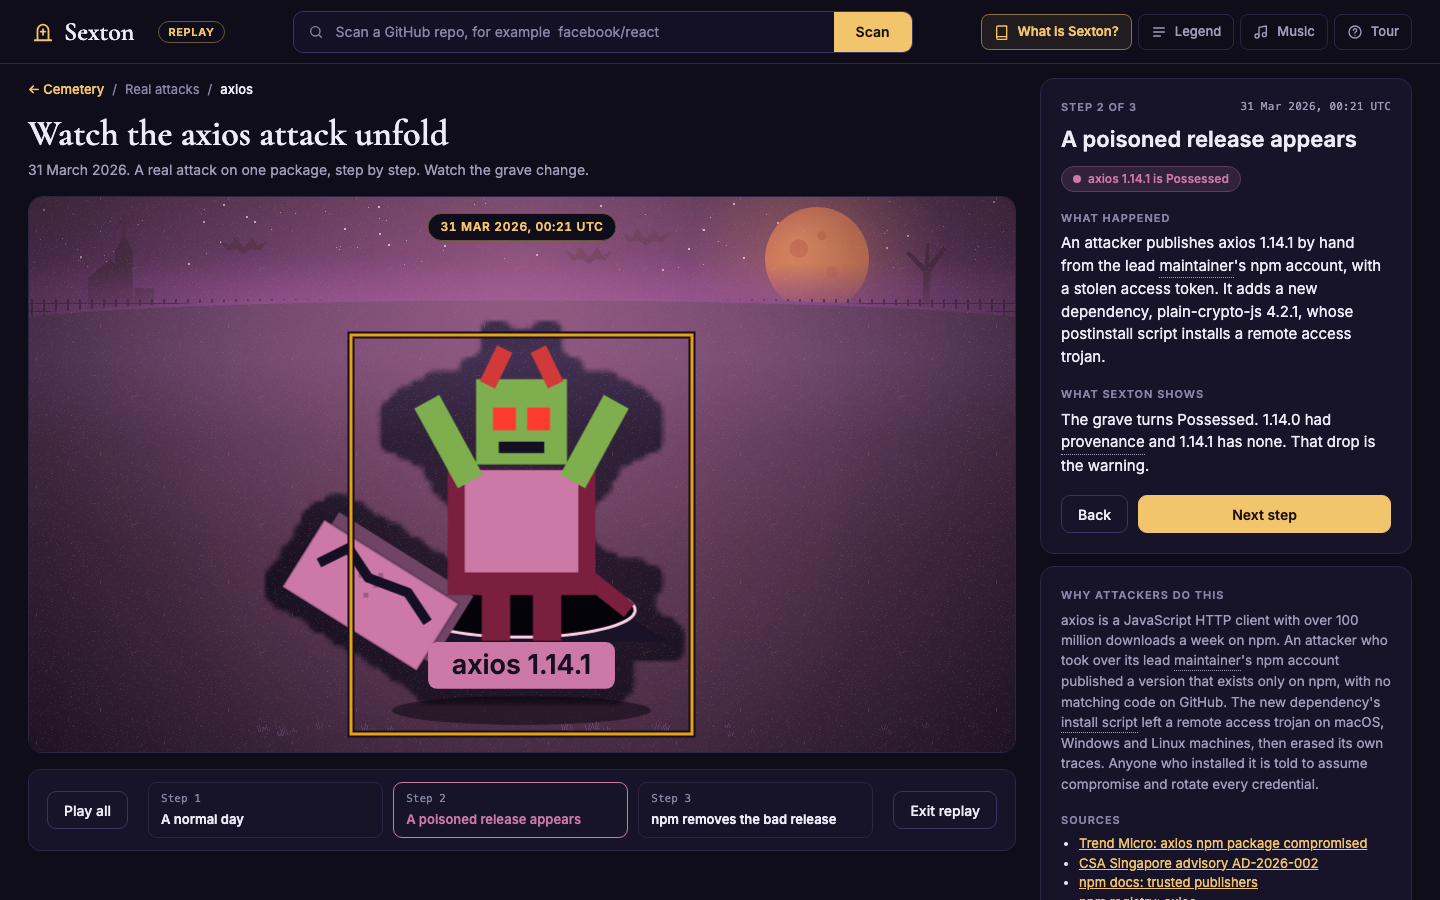 Sexton
REPLAY
Scan a GitHub repo, for example facebook/react
Scan
What Is Sexton?
Legend
Music
Tour
← Cemetery / Real attacks / axios
Watch the axios attack unfold
31 March 2026. A real attack on one package, step by step. Watch the grave change.
31 MAR 2026, 00:21 UTC
axios 1.14.1
Play all
Step 1
A normal day
Step 2
A poisoned release appears
Step 3
npm removes the bad release
Exit replay
STEP 2 OF 3
31 Mar 2026, 00:21 UTC
A poisoned release appears
axios 1.14.1 is Possessed
WHAT HAPPENED
An attacker publishes axios 1.14.1 by hand
from the lead maintainer's npm account, with
a stolen access token. It adds a new
dependency, plain-crypto-js 4.2.1, whose
postinstall script installs a remote access
trojan.
WHAT SEXTON SHOWS
The grave turns Possessed. 1.14.0 had
provenance and 1.14.1 has none. That drop is
the warning.
Back
Next step
WHY ATTACKERS DO THIS
axios is a JavaScript HTTP client with over 100
million downloads a week on npm. An attacker who
took over its lead maintainer's npm account
published a version that exists only on npm, with no
matching code on GitHub. The new dependency's
install script left a remote access trojan on macOS,
Windows and Linux machines, then erased its own
traces. Anyone who installed it is told to assume
compromise and rotate every credential.
SOURCES
Trend Micro: axios npm package compromised
CSA Singapore advisory AD-2026-002
npm docs: trusted publishers